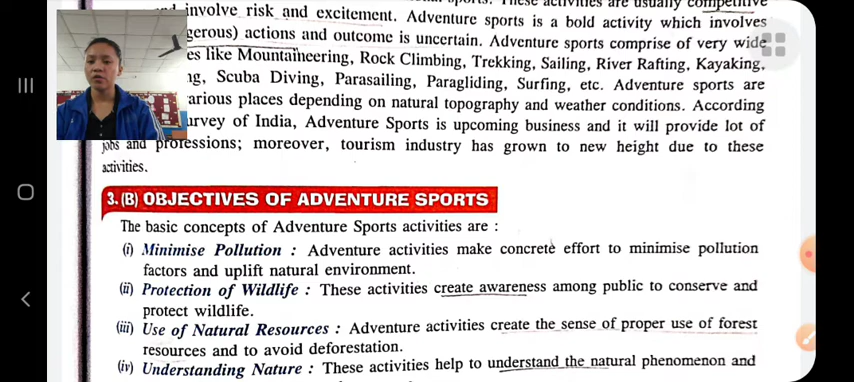 These activities are usually competitive
involve risk and excitement. Adventure sports is a bold activity which involves
gerous) actions and outcome is uncertain. Adventure sports comprise of very wide
es like Mountaineering, Rock Climbing, Trekking, Sailing, River Rafting, Kayaking,
ng, Scuba Diving, Parasailing, Paragliding, Surfing, etc. Adventure sports are
arious places depending on natural topography and weather conditions. According
urvey of India, Adventure Sports is upcoming business and it will provide lot of
jobs and professions; moreover, tourism industry has grown to new height due to these
activities.
3. (B) OBJECTIVES OF ADVENTURE SPORTS
The basic concepts of Adventure Sports activities are :
(i) Minimise Pollution : Adventure activities make concrete effort to minimise pollution
factors and uplift natural environment.
(ii) Protection of Wildlife : These activities create awareness among public to conserve and
protect wildlife.
(iii) Use of Natural Resources : Adventure activities create the sense of proper use of forest
resources and to avoid deforestation.
(iv) Understanding Nature : These activities help to understand the natural phenomenon and